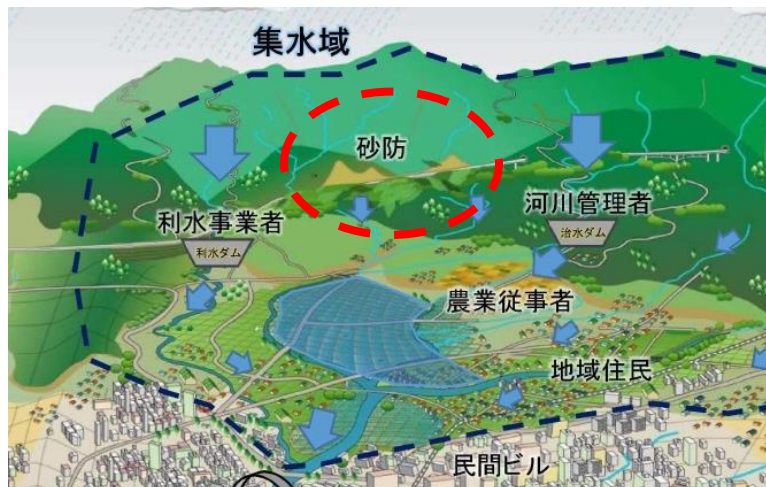 集水域
砂防
利水事業者
利水ダム
河川管理者
治水ダム
農業従事者
地域住民
民間ビル